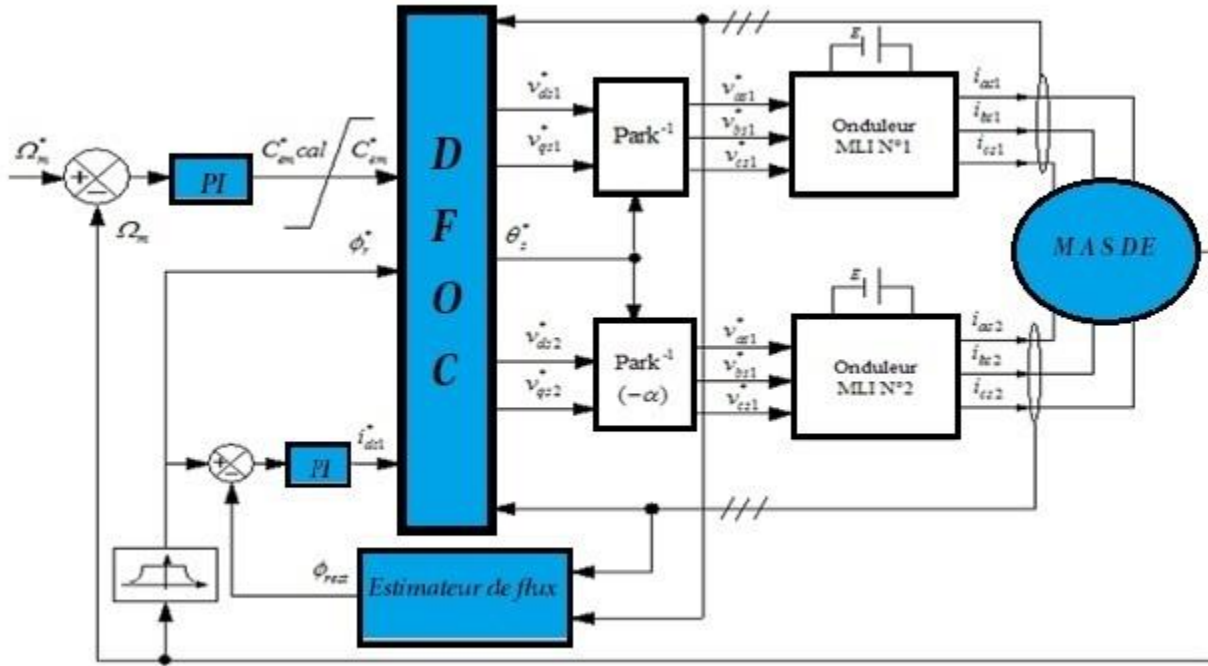 Ω*m
+
−
Ωm
PI
C*em cal
C*em
ϕ*r
D
F
O
C
v*ds1
v*qs1
θ*s
v*ds2
v*qs2
Park⁻¹
Park⁻¹
(−α)
v*as1
v*bs1
v*cs1
v*as1
v*bs1
v*cs1
E
Onduleur
MLI N°1
E
Onduleur
MLI N°2
ias1
ibs1
ics1
ias2
ibs2
ics2
M A S D E
+
−
PI
i*ds1
ϕrest
Estimateur de flux